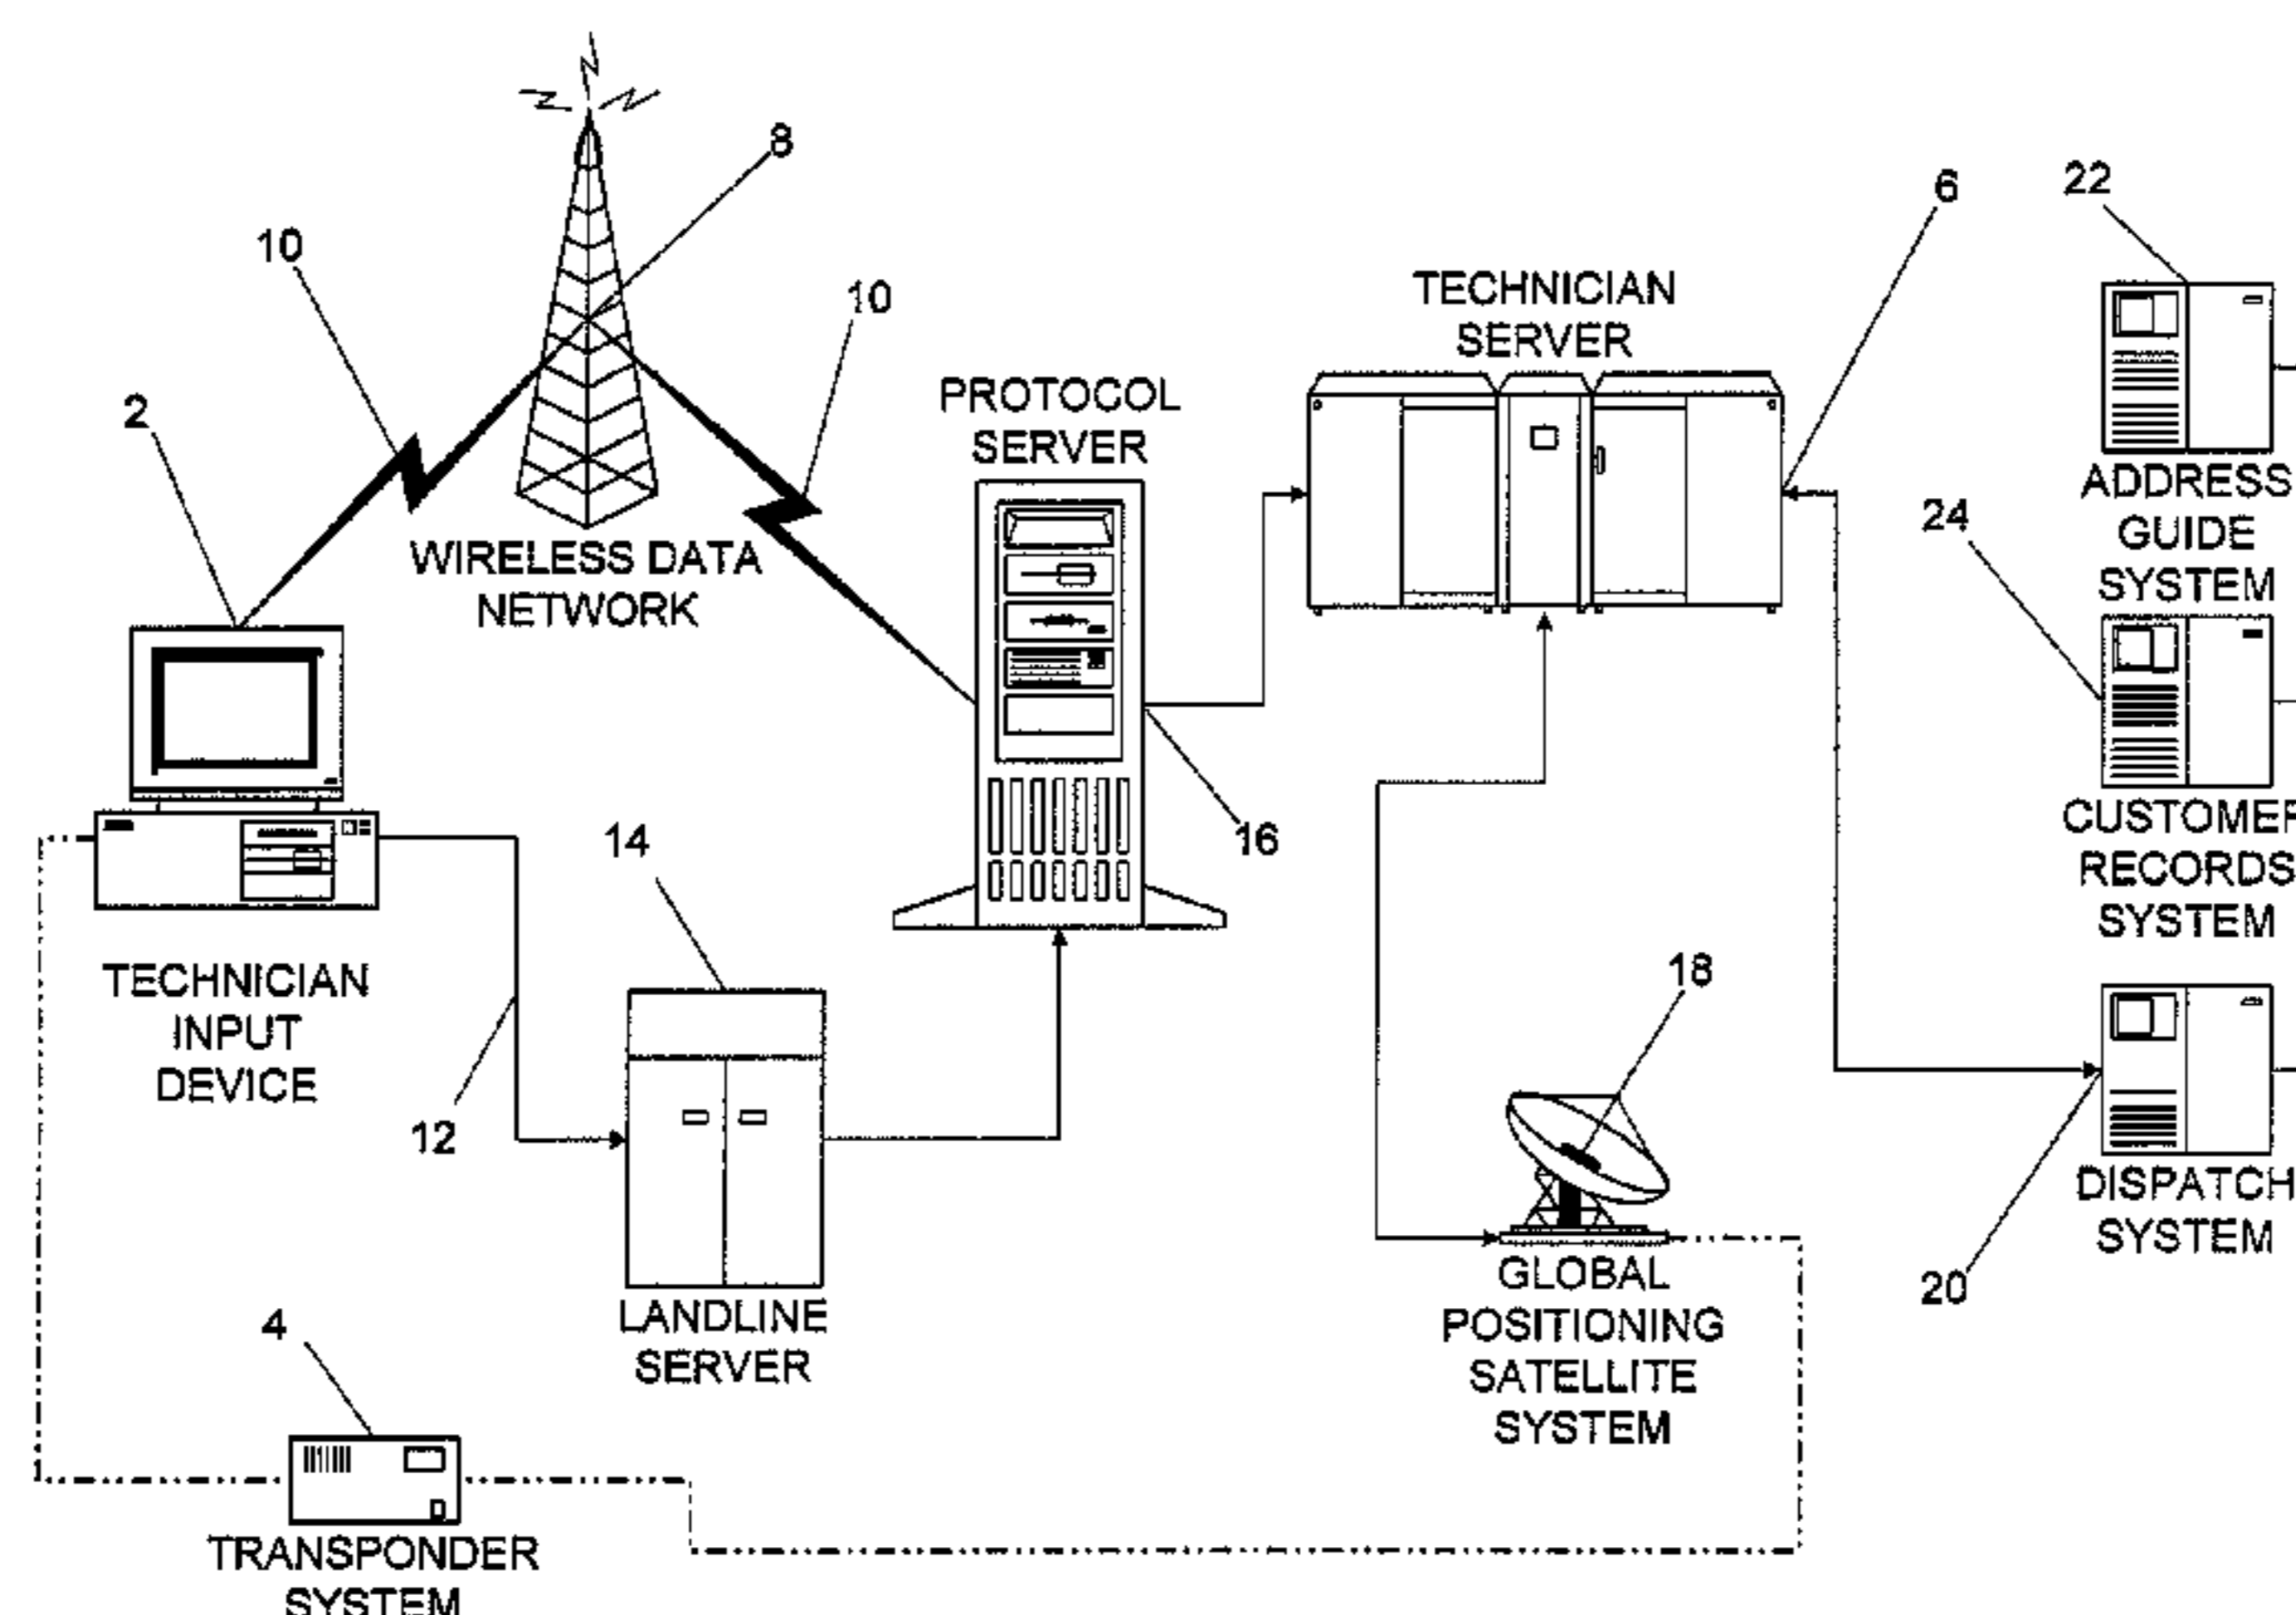 8
6
22
10
10
TECHNICIAN
SERVER
PROTOCOL
SERVER
2
ADDRESS
GUIDE
SYSTEM
24
WIRELESS DATA
NETWORK
14
16
CUSTOMER
RECORDS
SYSTEM
TECHNICIAN
INPUT
DEVICE
12
18
DISPATCH
SYSTEM
20
GLOBAL
POSITIONING
SATELLITE
SYSTEM
LANDLINE
SERVER
4
TRANSPONDER
SYSTEM